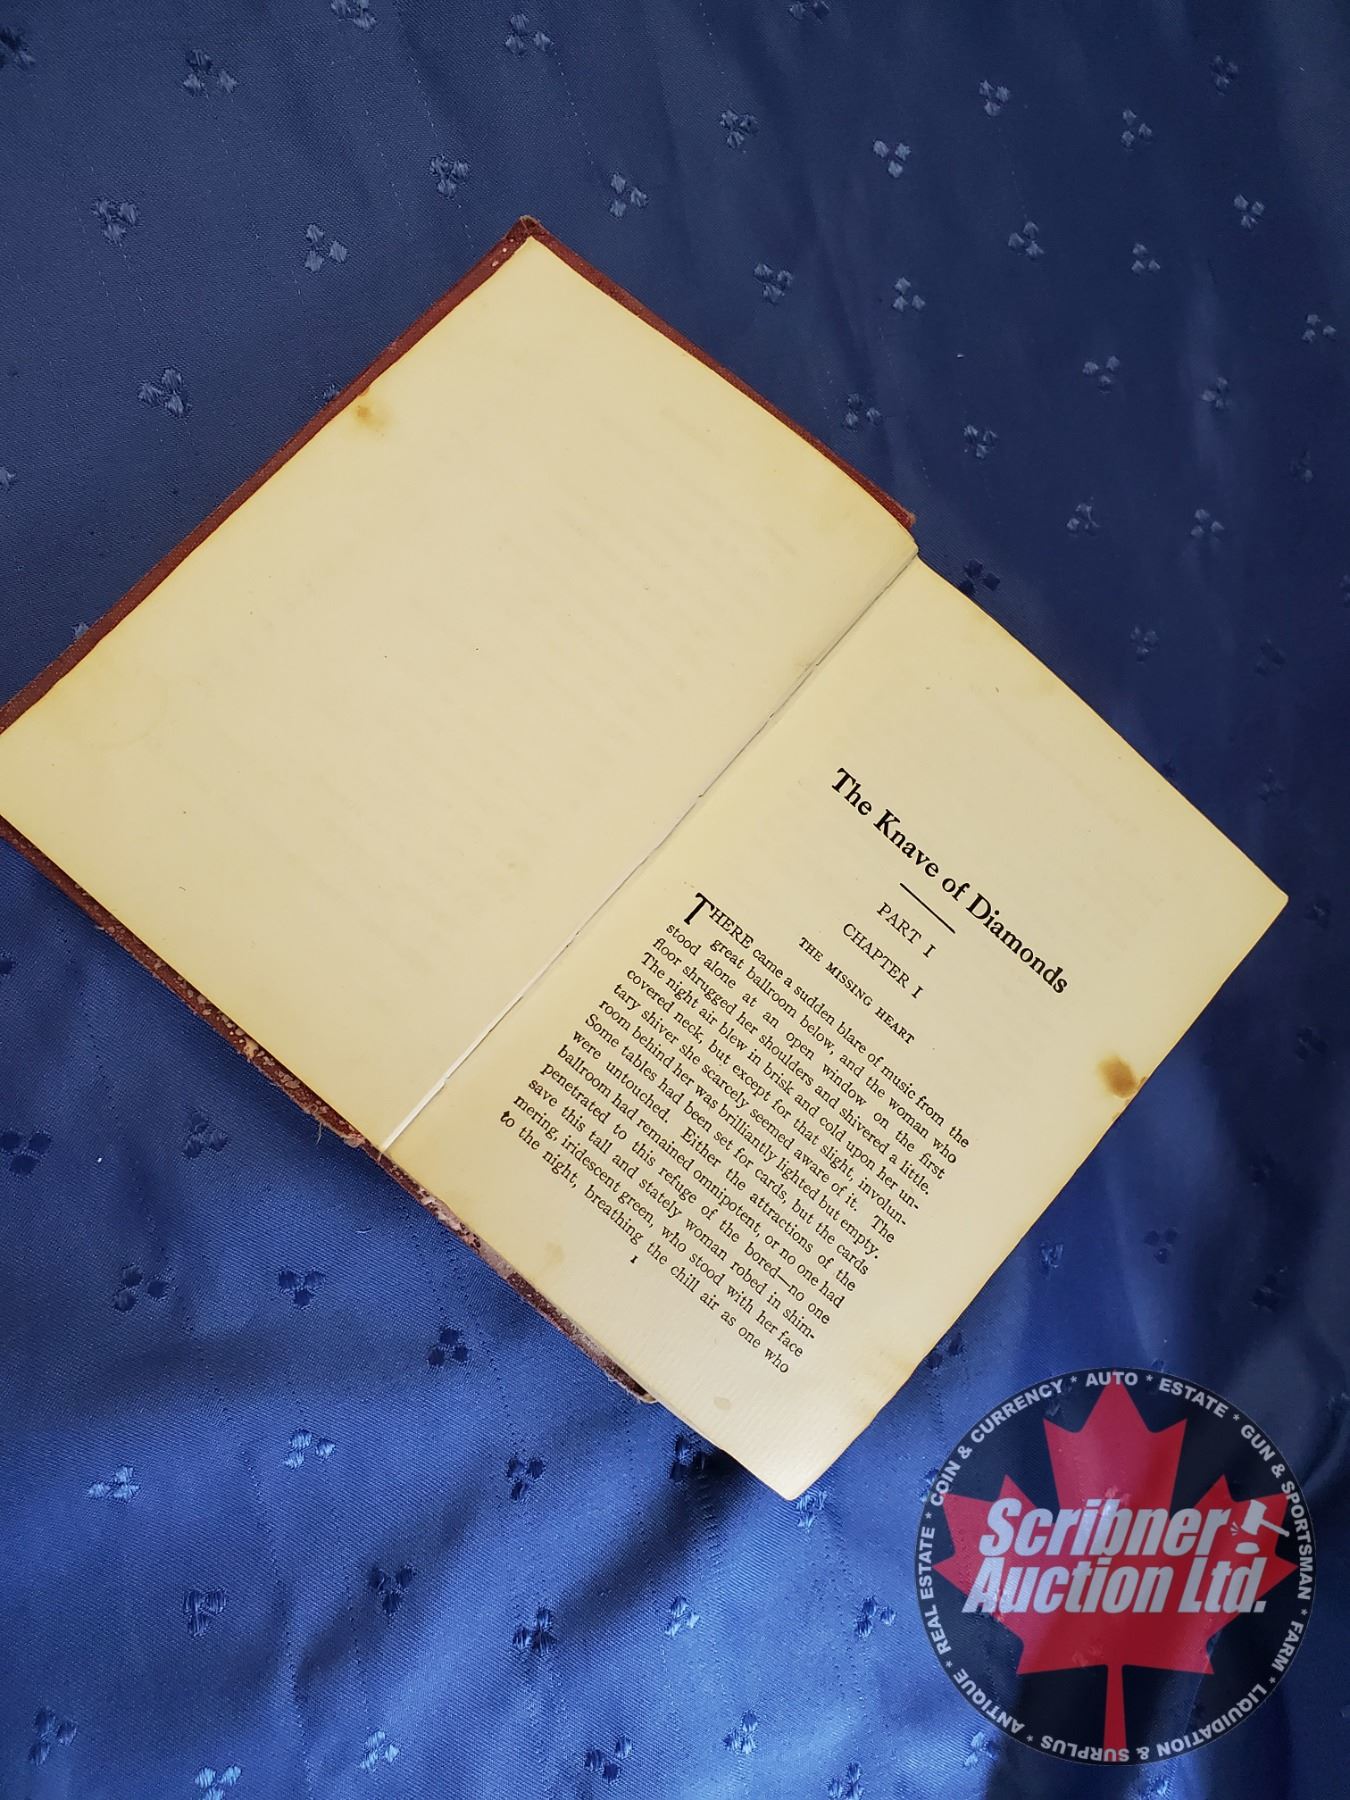 The Knave of Diamonds
PART I
CHAPTER I
THE MISSING HEART
THERE came a sudden blare of music from the
great ballroom below, and the woman who
stood alone at an open window on the first
floor shrugged her shoulders and shivered a little.
The night air blew in brisk and cold upon her un-
covered neck, but except for that slight, involun-
tary shiver she scarcely seemed aware of it. The
room behind her was brilliantly lighted but empty.
Some tables had been set for cards, but the cards
were untouched. Either the attractions of the
ballroom had remained omnipotent, or no one had
penetrated to this refuge of the bored—no one
save this tall and stately woman robed in shim-
mering, iridescent green, who stood with her face
to the night, breathing the chill air as one who
1
Scribner
Auction Ltd.
* AUTO * ESTATE * GUN & SPORTSMAN * FARM * LIQUIDATION & SURPLUS * ANTIQUE * REAL ESTATE * COIN & CURRENCY